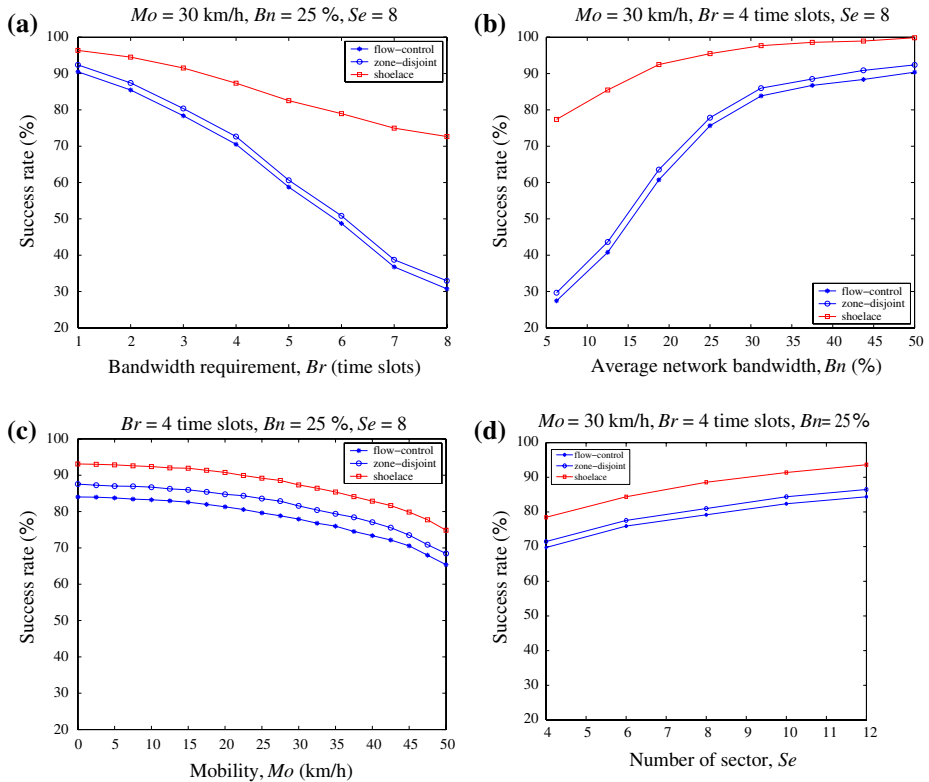 (a)
Mo = 30 km/h, Bn = 25 %, Se = 8
100
90
80
70
60
50
40
30
20
Success rate (%)
flow−control
zone−disjoint
shoelace
1 2 3 4 5 6 7 8
Bandwidth requirement, Br (time slots)
(b)
Mo = 30 km/h, Br = 4 time slots, Se = 8
100
90
80
70
60
50
40
30
20
Success rate (%)
flow−control
zone−disjoint
shoelace
5 10 15 20 25 30 35 40 45 50
Average network bandwidth, Bn (%)
(c)
Br = 4 time slots, Bn = 25 %, Se = 8
100
90
80
70
60
50
40
30
20
Success rate (%)
flow−control
zone−disjoint
shoelace
0 5 10 15 20 25 30 35 40 45 50
Mobility, Mo (km/h)
(d)
Mo = 30 km/h, Br = 4 time slots, Bn= 25%
100
90
80
70
60
50
40
30
20
Success rate (%)
flow−control
zone−disjoint
shoelace
4 5 6 7 8 9 10 11 12
Number of sector, Se